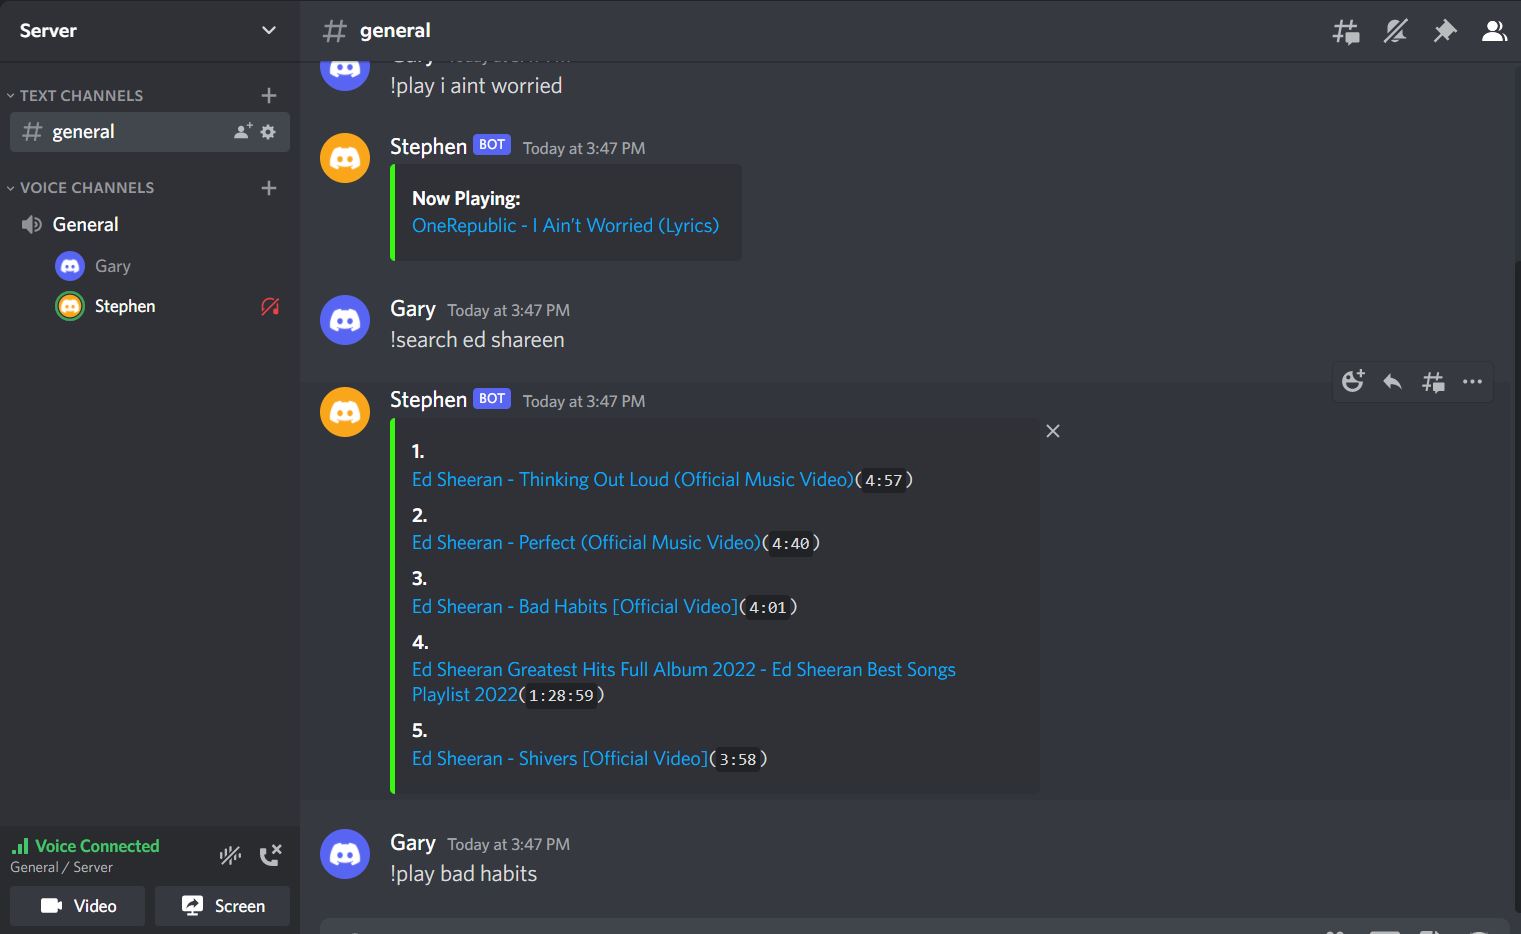 Server
general
TEXT CHANNELS
general
VOICE CHANNELS
General
Gary
Stephen
Voice Connected
General / Server
Video
Screen
!play i aint worried
Stephen BOT Today at 3:47 PM
Now Playing:
OneRepublic - I Ain't Worried (Lyrics)
Gary Today at 3:47 PM
!search ed shareen
Stephen BOT Today at 3:47 PM
1.
Ed Sheeran - Thinking Out Loud (Official Music Video)(4:57)
2.
Ed Sheeran - Perfect (Official Music Video)(4:40)
3.
Ed Sheeran - Bad Habits [Official Video](4:01)
4.
Ed Sheeran Greatest Hits Full Album 2022 - Ed Sheeran Best Songs
Playlist 2022(1:28:59)
5.
Ed Sheeran - Shivers [Official Video](3:58)
Gary Today at 3:47 PM
!play bad habits